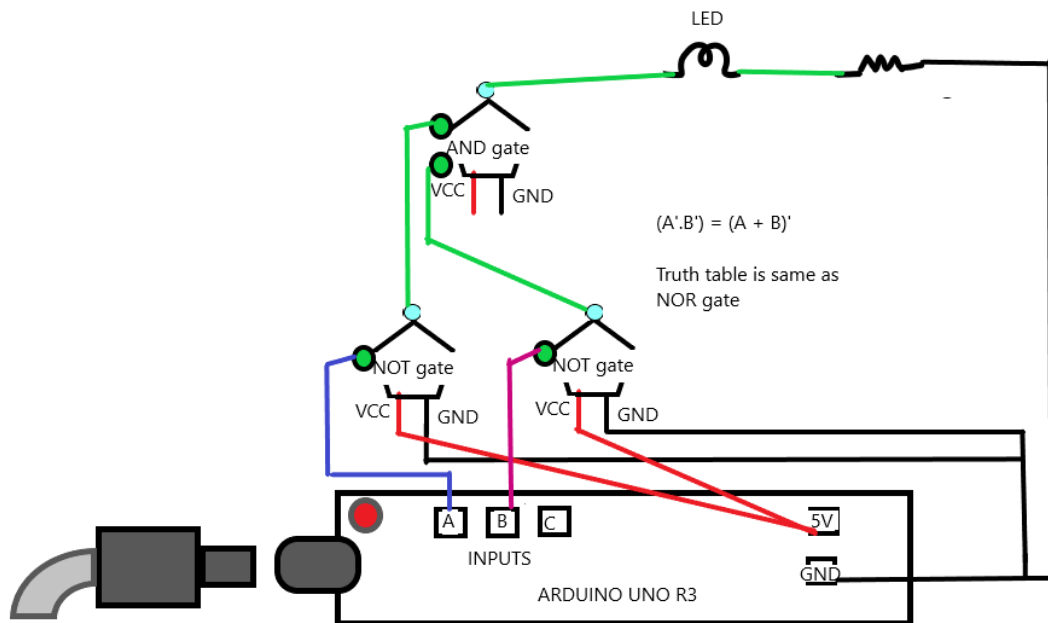 LED
AND gate
VCC
GND
(A'.B') = (A + B)'
Truth table is same as
NOR gate
NOT gate
NOT gate
VCC
GND
VCC
GND
A
B
C
5V
INPUTS
GND
ARDUINO UNO R3